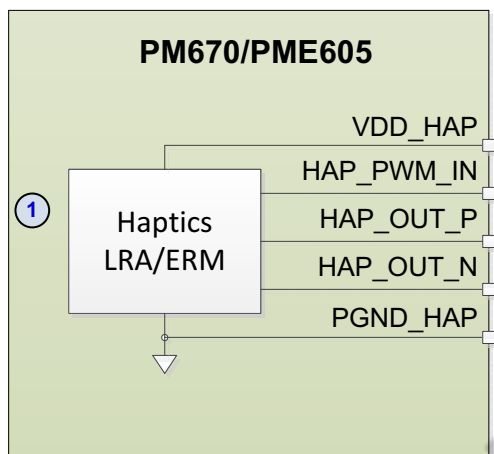 PM670/PME605
VDD_HAP
HAP_PWM_IN
1
Haptics
LRA/ERM
HAP_OUT_P
HAP_OUT_N
PGND_HAP